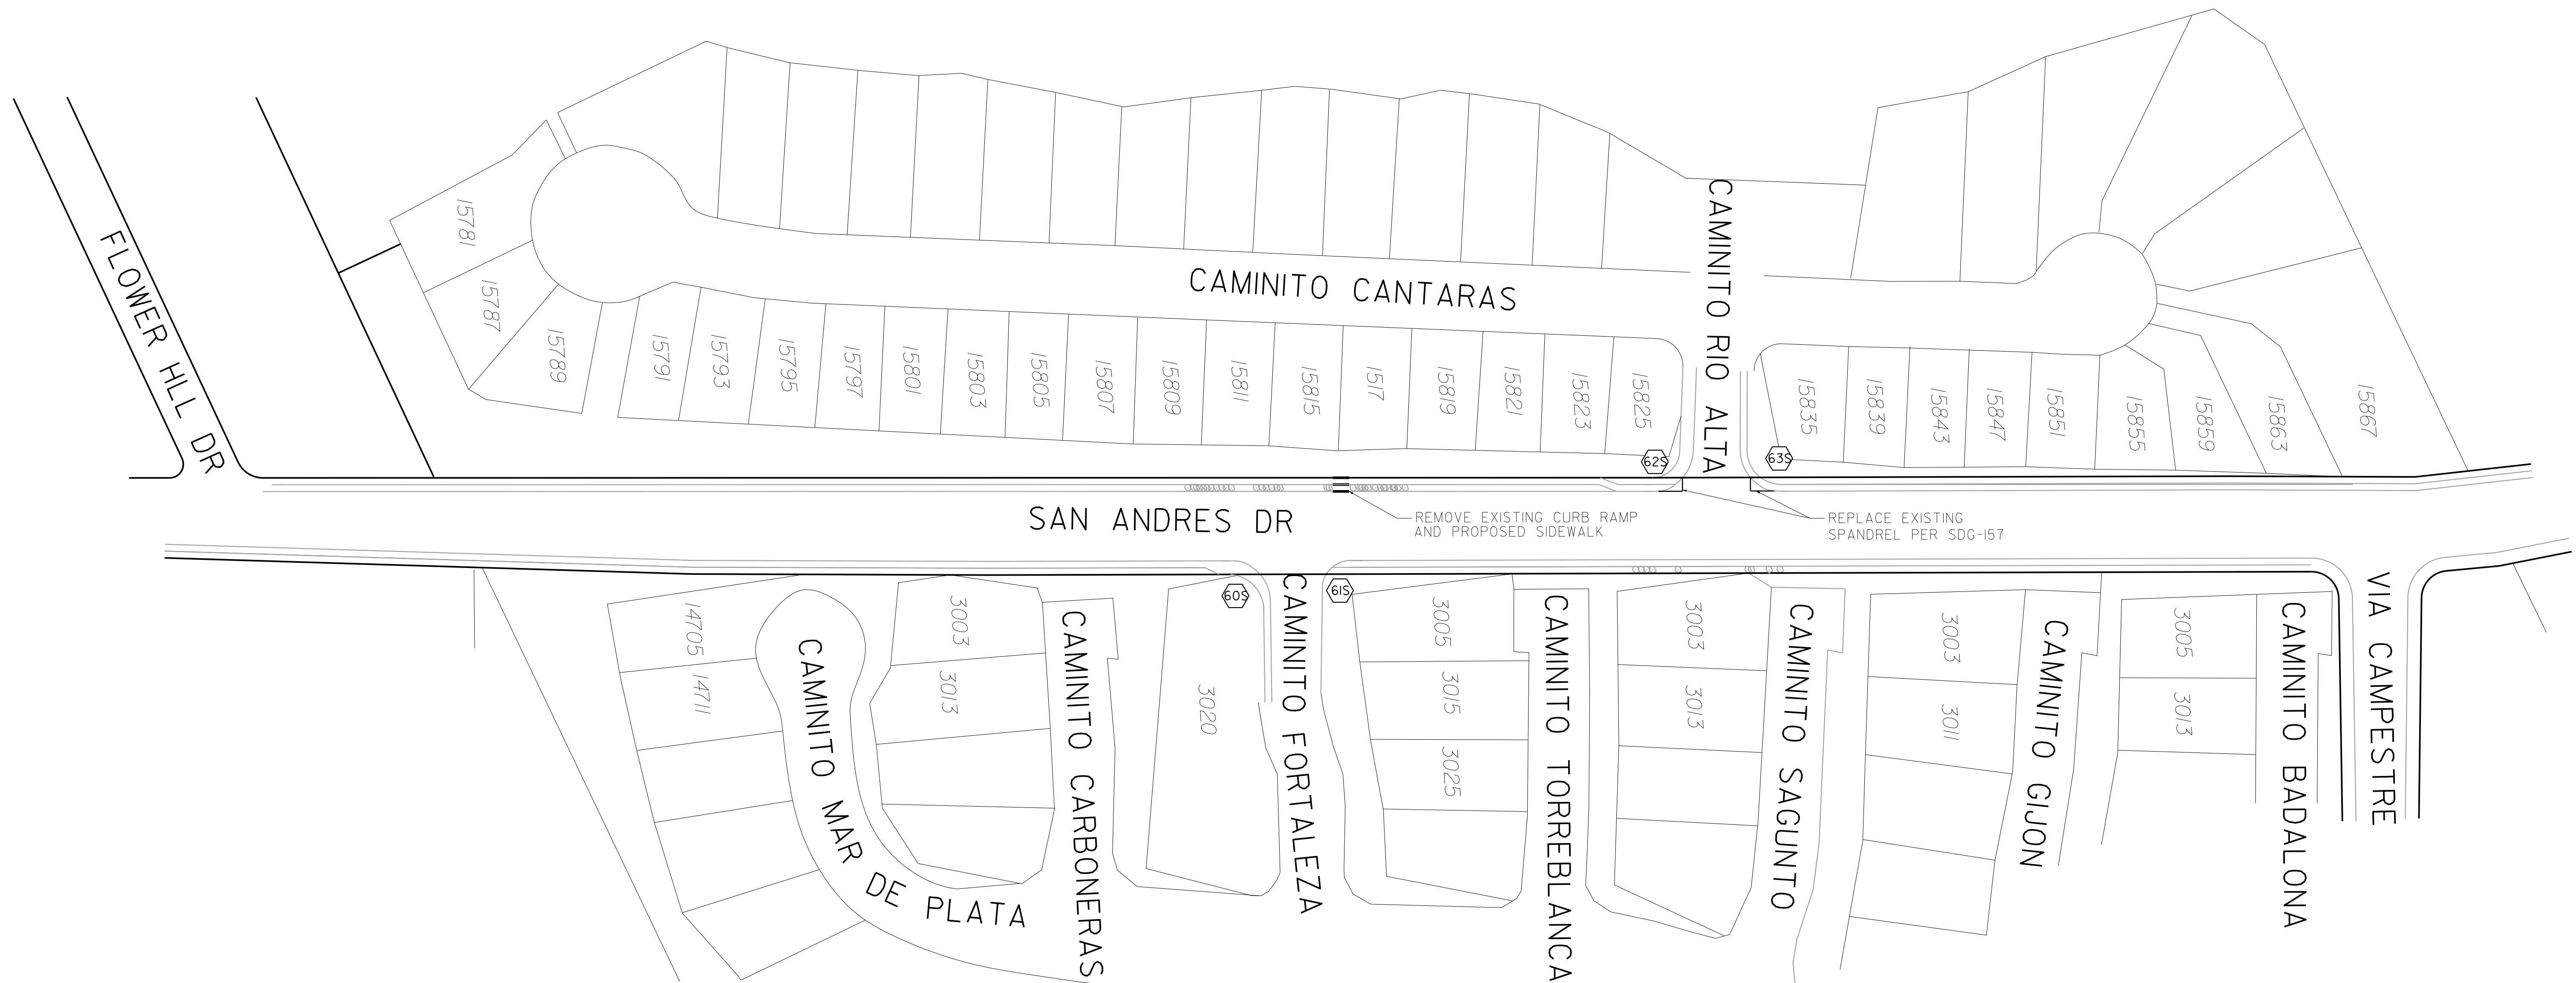 FLOWER HLL DR
15781
15787
15789
15791
15793
15795
15797
15801
15803
15805
15807
15809
15811
15815
1517
15819
15821
15823
15825
CAMINITO CANTARAS
CAMINITO RIO ALTA
15835
15839
15843
15847
15851
15855
15859
15863
15867
62S
63S
SAN ANDRES DR
REMOVE EXISTING CURB RAMP
AND PROPOSED SIDEWALK
REPLACE EXISTING
SPANDREL PER SDG-157
60S
61S
14705
14711
CAMINITO MAR DE PLATA
3003
3013
CAMINITO CARBONERAS
3020
CAMINITO FORTALEZA
3005
3015
3025
CAMINITO TORREBLANCA
3003
3013
CAMINITO SAGUNTO
3003
3011
CAMINITO GIJON
3005
3013
CAMINITO BADALONA
VIA CAMPESTRE